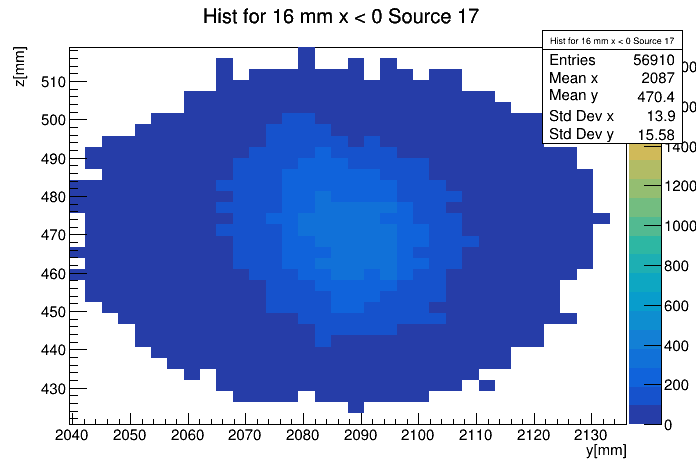 Hist for 16 mm x < 0 Source 17
Hist for 16 mm x < 0 Source 17
Entries 56910
Mean x 2087
Mean y 470.4
Std Dev x 13.9
Std Dev y 15.58
z[mm]
510
500
490
480
470
460
450
440
430
2040 2050 2060 2070 2080 2090 2100 2110 2120 2130
y[mm]
1400
1200
1000
800
600
400
200
0